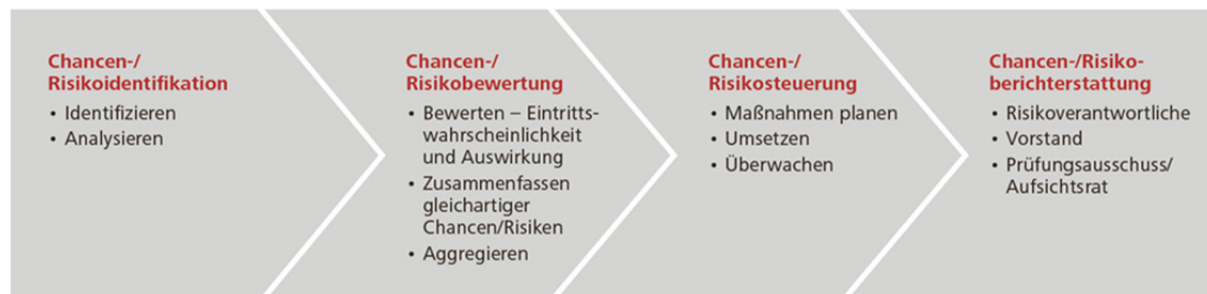 Chancen-/
Risikoidentifikation
• Identifizieren
• Analysieren
Chancen-/
Risikobewertung
• Bewerten – Eintritts-
wahrscheinlichkeit
und Auswirkung
• Zusammenfassen
gleichartiger
Chancen/Risiken
• Aggregieren
Chancen-/
Risikosteuerung
• Maßnahmen planen
• Umsetzen
• Überwachen
Chancen-/Risiko-
berichterstattung
• Risikoverantwortliche
• Vorstand
• Prüfungsausschuss/
Aufsichtsrat